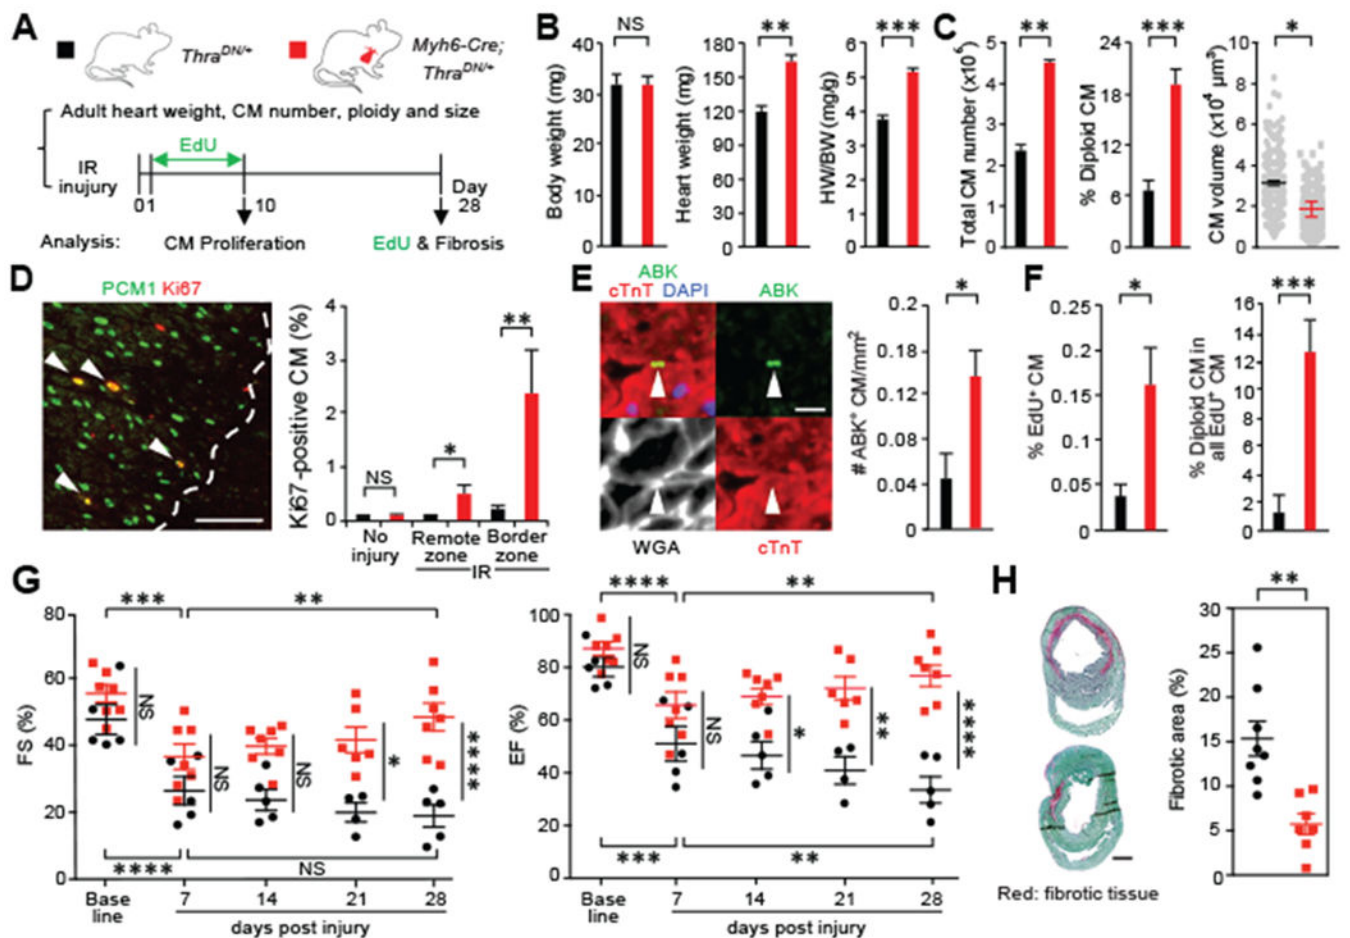 A
Thra^DN/+
Myh6-Cre;
Thra^DN/+
Adult heart weight, CM number, ploidy and size
EdU
IR
inujury
01
10
Day
28
Analysis:
CM Proliferation
EdU & Fibrosis
B
NS
Body weight (mg)
40
30
20
10
0
**
Heart weight (mg)
180
150
120
90
60
30
0
***
HW/BW (mg/g)
6
5
4
3
2
1
0
C
**
Total CM number (x10^6)
5
4
3
2
1
0
***
% Diploid CM
24
18
12
6
0
*
CM volume (x10^4 µm^3)
10
8
6
4
2
0
D
PCM1 Ki67
Ki67-positive CM (%)
4
3
2
1
0
NS
*
**
No
injury
Remote
zone
Border
zone
IR
E
ABK
cTnT DAPI
ABK
WGA
cTnT
# ABK^+ CM/mm2
0.2
0.18
0.12
0.08
0.04
0
*
F
% EdU^+ CM
0.25
0.2
0.15
0.1
0.05
0
*
% Diploid CM in
all EdU^+ CM
16
14
12
10
8
6
4
2
0
***
G
FS (%)
80
60
40
20
0
***
**
NS
NS
NS
*
****
****
NS
Base
line
7
14
21
28
days post injury
EF (%)
100
80
60
40
20
0
****
**
NS
NS
*
**
****
***
**
Base
line
7
14
21
28
days post injury
H
Red: fibrotic tissue
Fibrotic area (%)
30
25
20
15
10
5
0
**